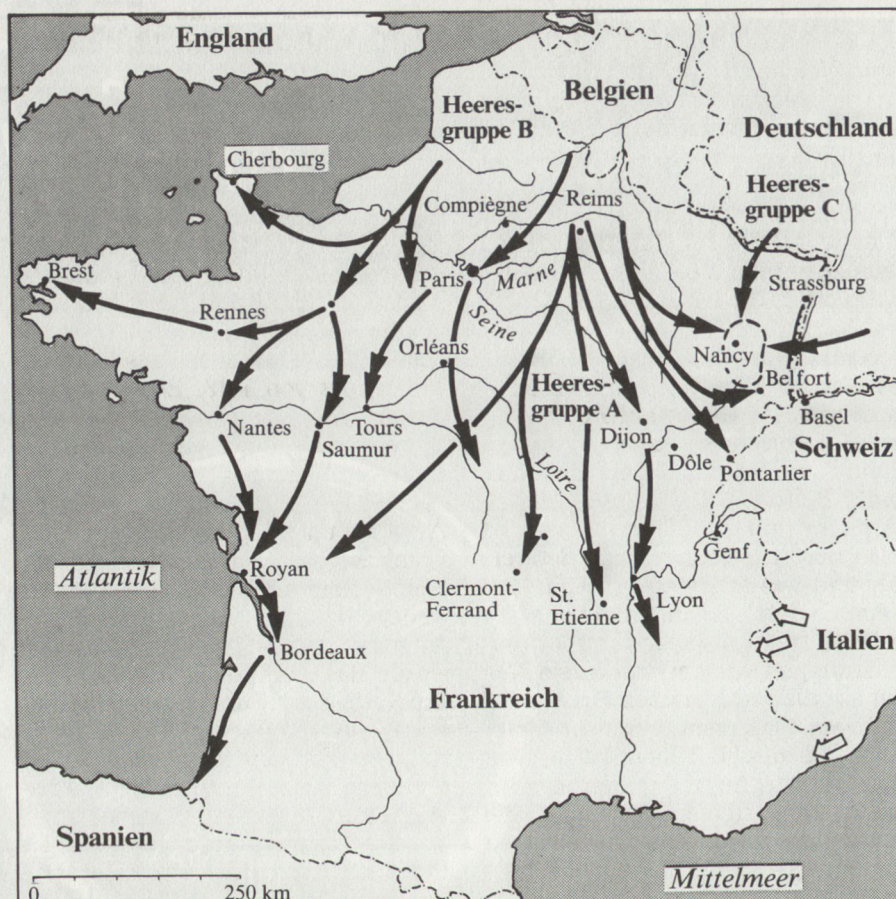 England
Belgien
Heeres-
gruppe B
Deutschland
Cherbourg
Heeres-
gruppe C
Compiègne
Reims
Brest
Paris
Marne
Strassburg
Rennes
Seine
Orléans
Nancy
Heeres-
gruppe A
Belfort
Nantes
Tours
Saumur
Dijon
Basel
Schweiz
Dôle
Loire
Pontarlier
Genf
Atlantik
Royan
Clermont-
Ferrand
St.
Etienne
Lyon
Italien
Bordeaux
Frankreich
Spanien
0 250 km
Mittelmeer